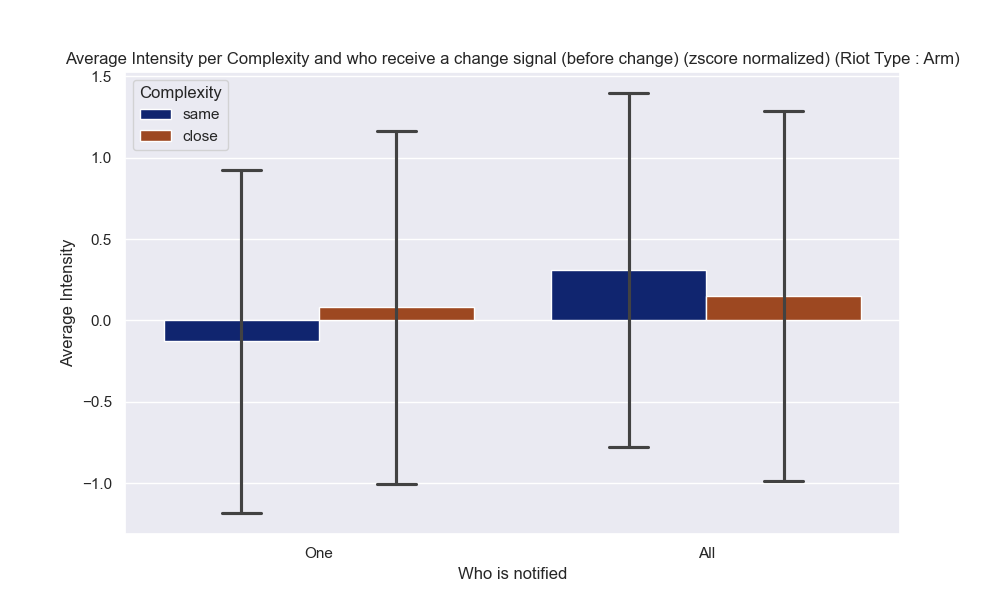 Average Intensity per Complexity and who receive a change signal (before change) (zscore normalized) (Riot Type : Arm)
Complexity
same
close
1.5
1.0
0.5
0.0
−0.5
−1.0
Average Intensity
One
All
Who is notified